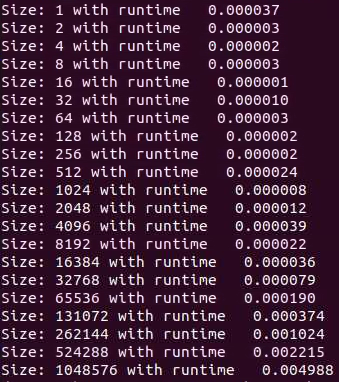 Size: 1 with runtime   0.000037
Size: 2 with runtime   0.000003
Size: 4 with runtime   0.000002
Size: 8 with runtime   0.000003
Size: 16 with runtime   0.000001
Size: 32 with runtime   0.000010
Size: 64 with runtime   0.000003
Size: 128 with runtime   0.000002
Size: 256 with runtime   0.000002
Size: 512 with runtime   0.000024
Size: 1024 with runtime   0.000008
Size: 2048 with runtime   0.000012
Size: 4096 with runtime   0.000039
Size: 8192 with runtime   0.000022
Size: 16384 with runtime   0.000036
Size: 32768 with runtime   0.000079
Size: 65536 with runtime   0.000190
Size: 131072 with runtime   0.000374
Size: 262144 with runtime   0.001024
Size: 524288 with runtime   0.002215
Size: 1048576 with runtime   0.004988